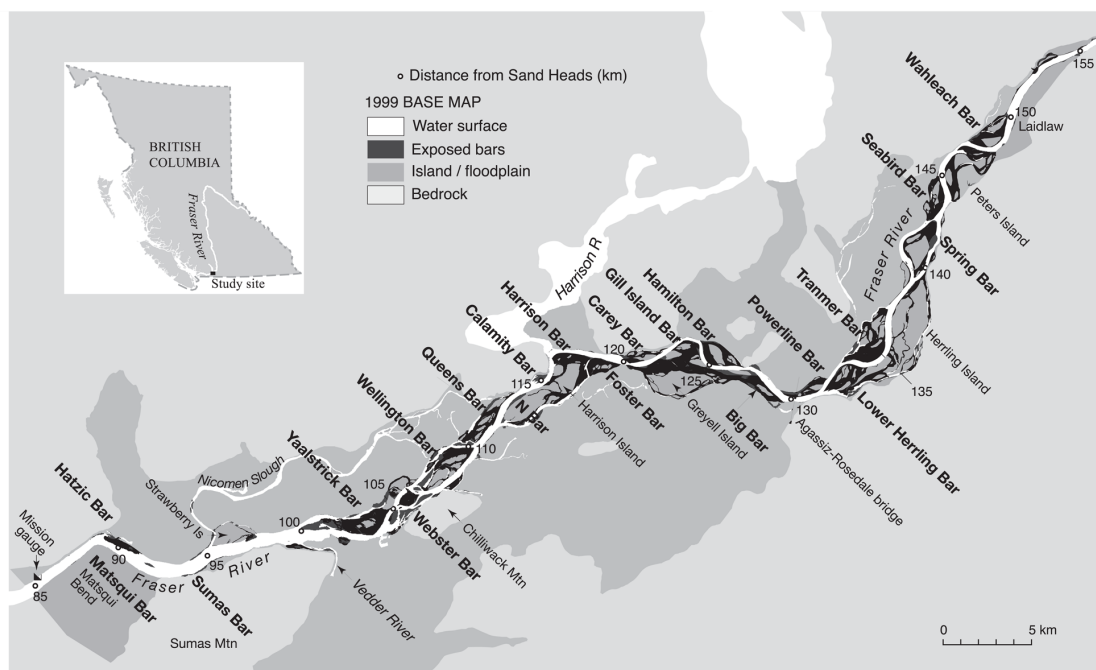 BRITISH
COLUMBIA
Fraser River
Study site
Distance from Sand Heads (km)
1999 BASE MAP
Water surface
Exposed bars
Island / floodplain
Bedrock
155
Wahleach Bar
150
Laidlaw
Seabird Bar
145
Peters Island
Fraser River
Spring Bar
140
Harrison R
Tranmer Bar
Hamilton Bar
Gill Island Bar
Powerline Bar
Harrison Bar
Carey Bar
Calamity Bar
120
Herrling Island
115
125
135
Queens Bar
Foster Bar
N Bar
Harrison Island
Greyell Island
Big Bar
130
Lower Herrling Bar
Agassiz-Rosedale bridge
Wellington Bar
110
Yaalstrick Bar
Nicomen Slough
105
Hatzic Bar
Strawberry Is
100
Webster Bar
Chilliwack Mtn
Mission
gauge
90
95
85
Matsqui Bar
Matsqui
Bend
Fraser
River
Sumas Bar
Vedder River
Sumas Mtn
0
5 km